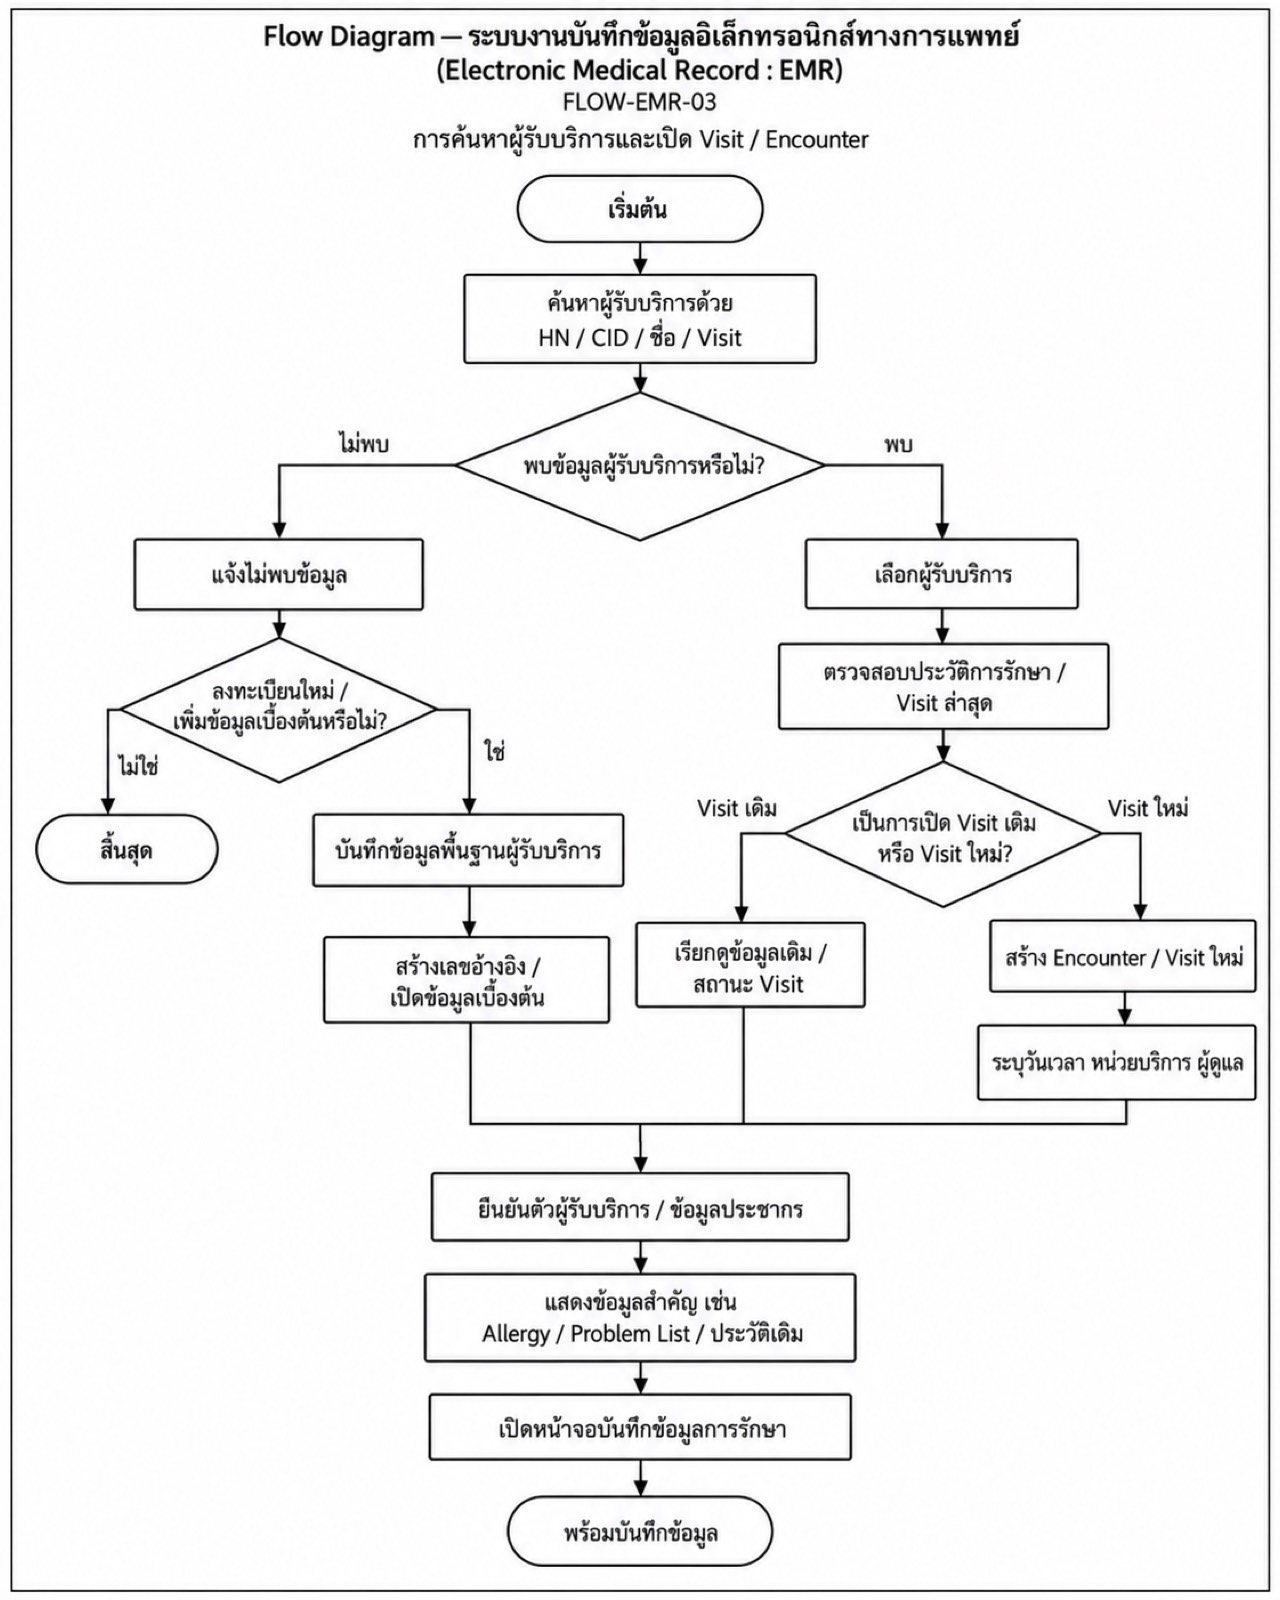 Flow Diagram — ระบบงานบันทึกข้อมูลอิเล็กทรอนิกส์ทางการแพทย์
(Electronic Medical Record : EMR)
FLOW-EMR-03
การค้นหาผู้รับบริการและเปิด Visit / Encounter
เริ่มต้น
ค้นหาผู้รับบริการด้วย
HN / CID / ชื่อ / Visit
พบข้อมูลผู้รับบริการหรือไม่?
ไม่พบ
พบ
แจ้งไม่พบข้อมูล
เลือกผู้รับบริการ
ลงทะเบียนใหม่ /
เพิ่มข้อมูลเบื้องต้นหรือไม่?
ไม่ใช่
ใช่
ตรวจสอบประวัติการรักษา /
Visit ล่าสุด
สิ้นสุด
บันทึกข้อมูลพื้นฐานผู้รับบริการ
Visit เดิม
Visit ใหม่
เป็นการเปิด Visit เดิม
หรือ Visit ใหม่?
สร้างเลขอ้างอิง /
เปิดข้อมูลเบื้องต้น
เรียกดูข้อมูลเดิม /
สถานะ Visit
สร้าง Encounter / Visit ใหม่
ระบุวันเวลา หน่วยบริการ ผู้ดูแล
ยืนยันตัวผู้รับบริการ / ข้อมูลประชากร
แสดงข้อมูลสำคัญ เช่น
Allergy / Problem List / ประวัติเดิม
เปิดหน้าจอบันทึกข้อมูลการรักษา
พร้อมบันทึกข้อมูล